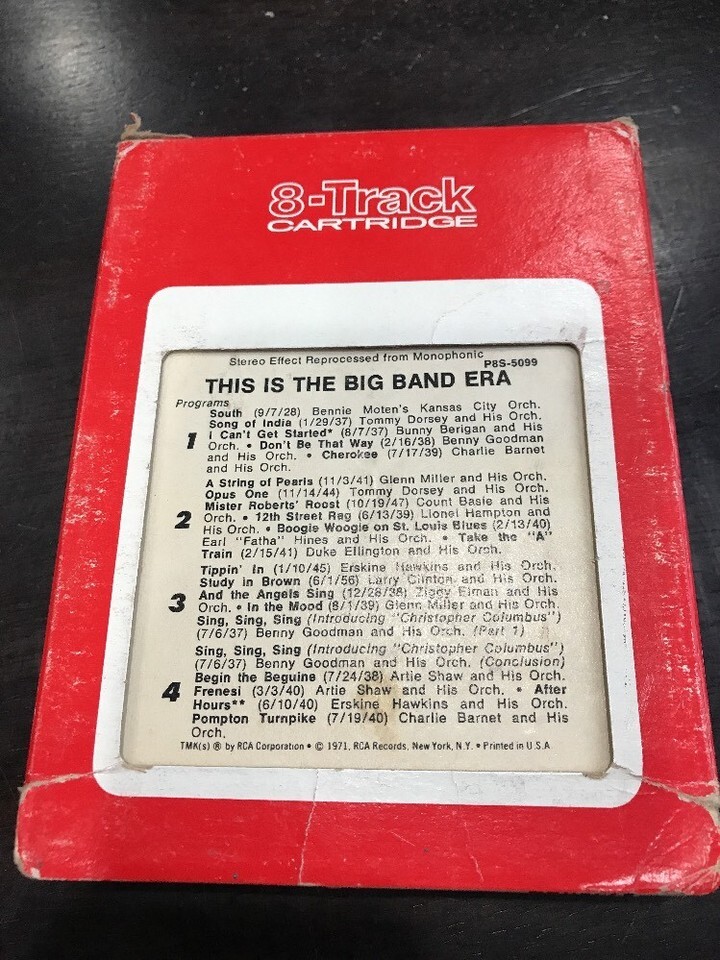 8-Track
CARTRIDGE
Stereo Effect Reprocessed from Monophonic
P8S-5099
THIS IS THE BIG BAND ERA
Programs
South (9/7/28) Bennie Moten's Kansas City Orch.
Song of India (1/29/37) Tommy Dorsey and His Orch.
I Can't Get Started* (8/7/37) Bunny Berigan and His
1 Orch. • Don't Be That Way (2/16/38) Benny Goodman
and His Orch. • Cherokee (7/17/39) Charlie Barnet
and His Orch.
A String of Pearls (11/3/41) Glenn Miller and His Orch.
Opus One (11/14/44) Tommy Dorsey and His Orch.
Mister Roberts' Roost (10/19/47) Count Basie and His
2 Orch. • 12th Street Rag (6/13/39) Lionel Hampton and
His Orch. • Boogie Woogie on St. Louis Blues (2/13/40)
Earl "Fatha" Hines and His Orch. • Take the "A"
Train (2/15/41) Duke Ellington and His Orch.
Tippin' In (1/10/45) Erskine Hawkins and His Orch.
Study in Brown (6/1/56) Larry Clinton and His Orch.
And the Angels Sing (12/28/38) Ziggy Elman and His
3 Orch. • In the Mood (8/1/39) Glenn Miller and His Orch.
Sing, Sing, Sing (Introducing "Christopher Columbus")
(7/6/37) Benny Goodman and His Orch. (Part 1)
Sing, Sing, Sing (Introducing "Christopher Columbus")
(7/6/37) Benny Goodman and His Orch. (Conclusion)
Begin the Beguine (7/24/38) Artie Shaw and His Orch.
4 Frenesi (3/3/40) Artie Shaw and His Orch. • After
Hours** (6/10/40) Erskine Hawkins and His Orch.
Pompton Turnpike (7/19/40) Charlie Barnet and His
Orch.
TMK(s) ® by RCA Corporation • © 1971, RCA Records, New York, N.Y. • Printed in U.S.A